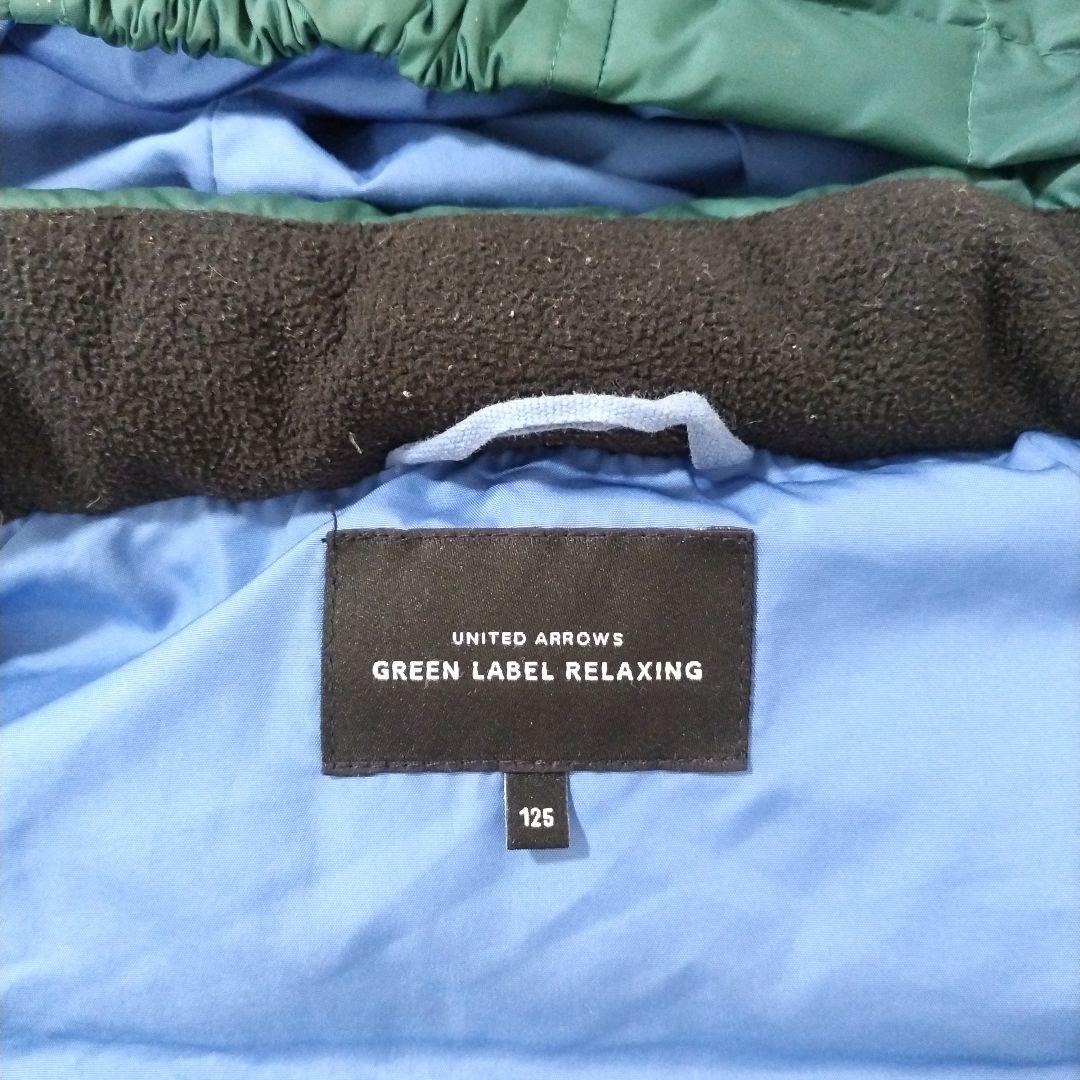 UNITED ARROWS
GREEN LABEL RELAXING
125